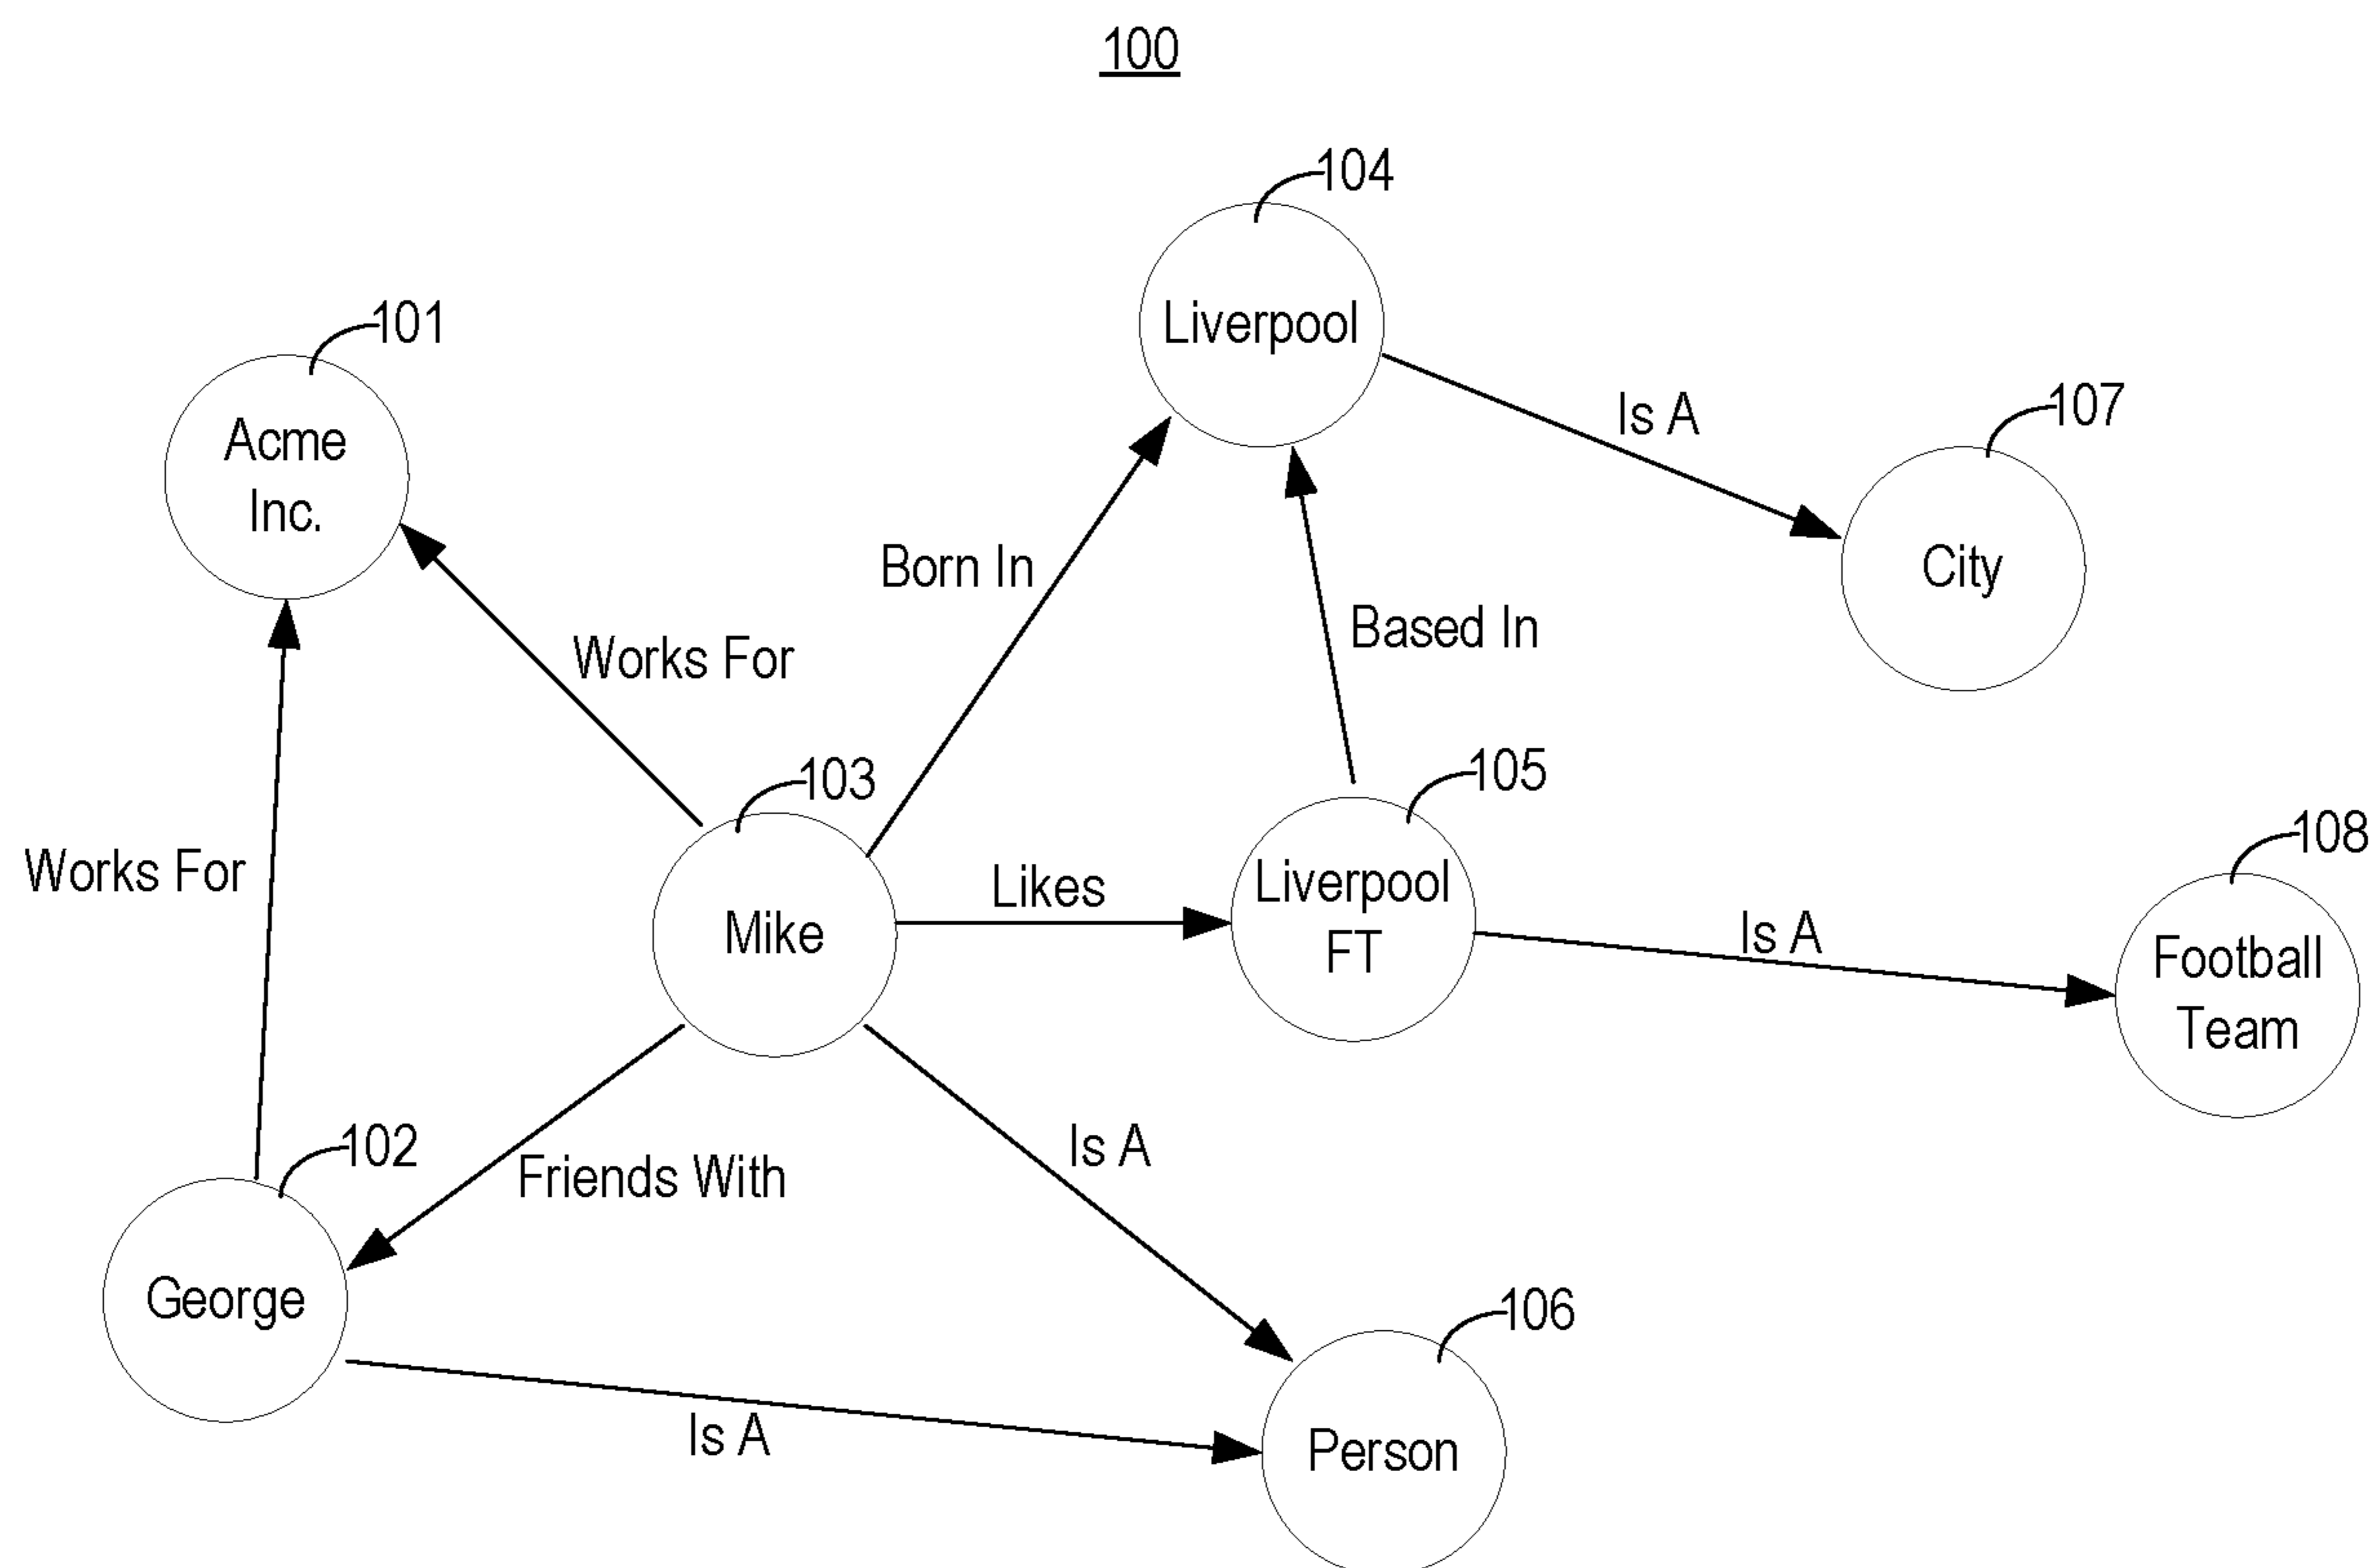 100
104
Liverpool
101
Acme
Inc.
Is A
107
City
Born In
Based In
Works For
103
Mike
105
Liverpool
FT
Likes
108
Football
Team
Is A
Works For
102
George
Friends With
Is A
106
Person
Is A